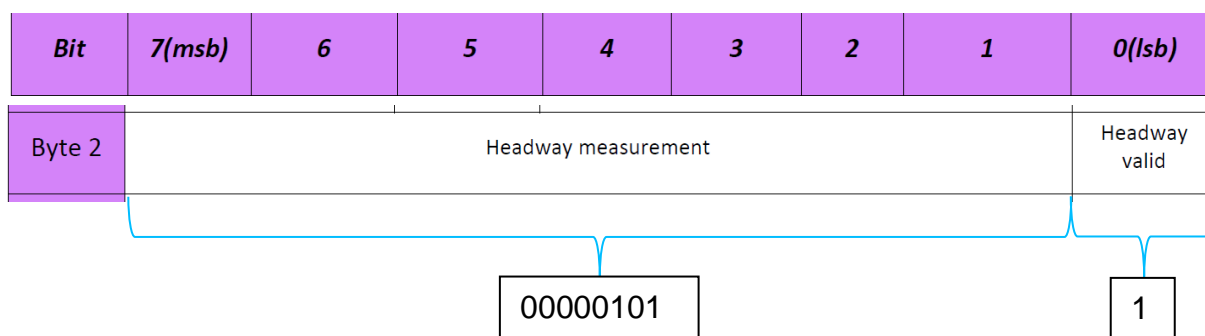 Bit 7(msb) 6 5 4 3 2 1 0(lsb)
Byte 2 Headway measurement Headway
valid
00000101 1